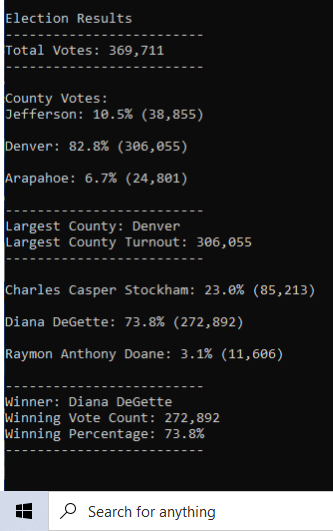 Election Results
-------------------------
Total Votes: 369,711
-------------------------
County Votes:
Jefferson: 10.5% (38,855)
Denver: 82.8% (306,055)
Arapahoe: 6.7% (24,801)
-------------------------
Largest County: Denver
Largest County Turnout: 306,055
-------------------------
Charles Casper Stockham: 23.0% (85,213)
Diana DeGette: 73.8% (272,892)
Raymon Anthony Doane: 3.1% (11,606)
-------------------------
Winner: Diana DeGette
Winning Vote Count: 272,892
Winning Percentage: 73.8%
-------------------------
Search for anything